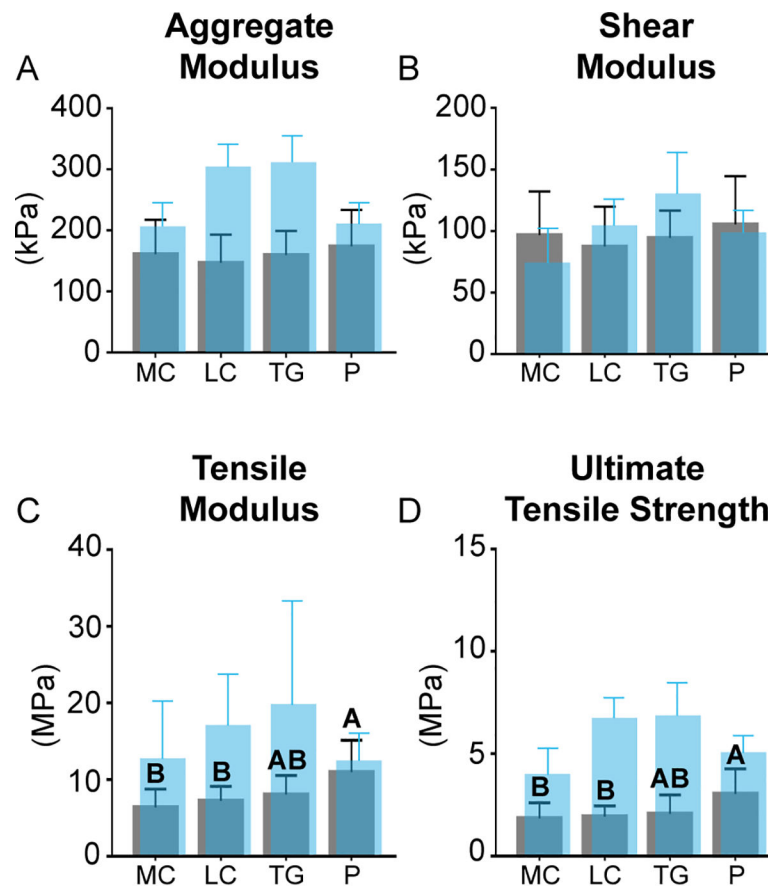 A
Aggregate
Modulus
400
300
200
100
0
(kPa)
MC LC TG P
B
Shear
Modulus
200
150
100
50
0
(kPa)
MC LC TG P
C
Tensile
Modulus
40
30
20
10
0
(MPa)
B B AB A
MC LC TG P
D
Ultimate
Tensile Strength
15
10
5
0
(MPa)
B B AB A
MC LC TG P